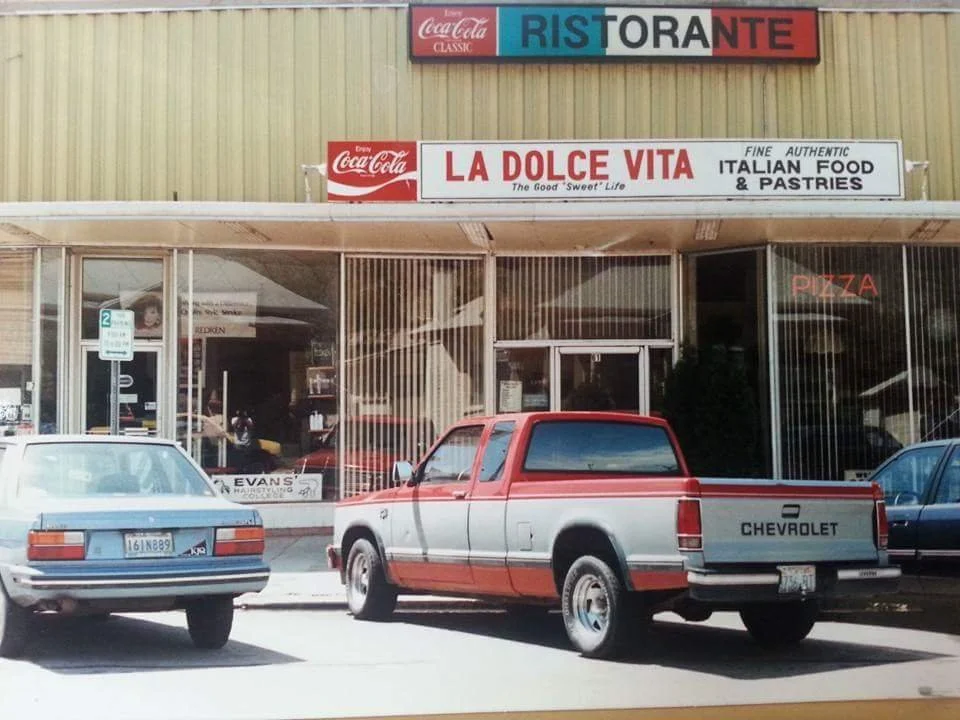 Enjoy
Coca-Cola
CLASSIC
RISTORANTE
Enjoy
Coca-Cola
LA DOLCE VITA
The Good "Sweet" Life
FINE AUTHENTIC
ITALIAN FOOD
& PASTRIES
PIZZA
2
REDKEN
EVANS
HAIRSTYLING
COLLEGE
161N889
CHEVROLET